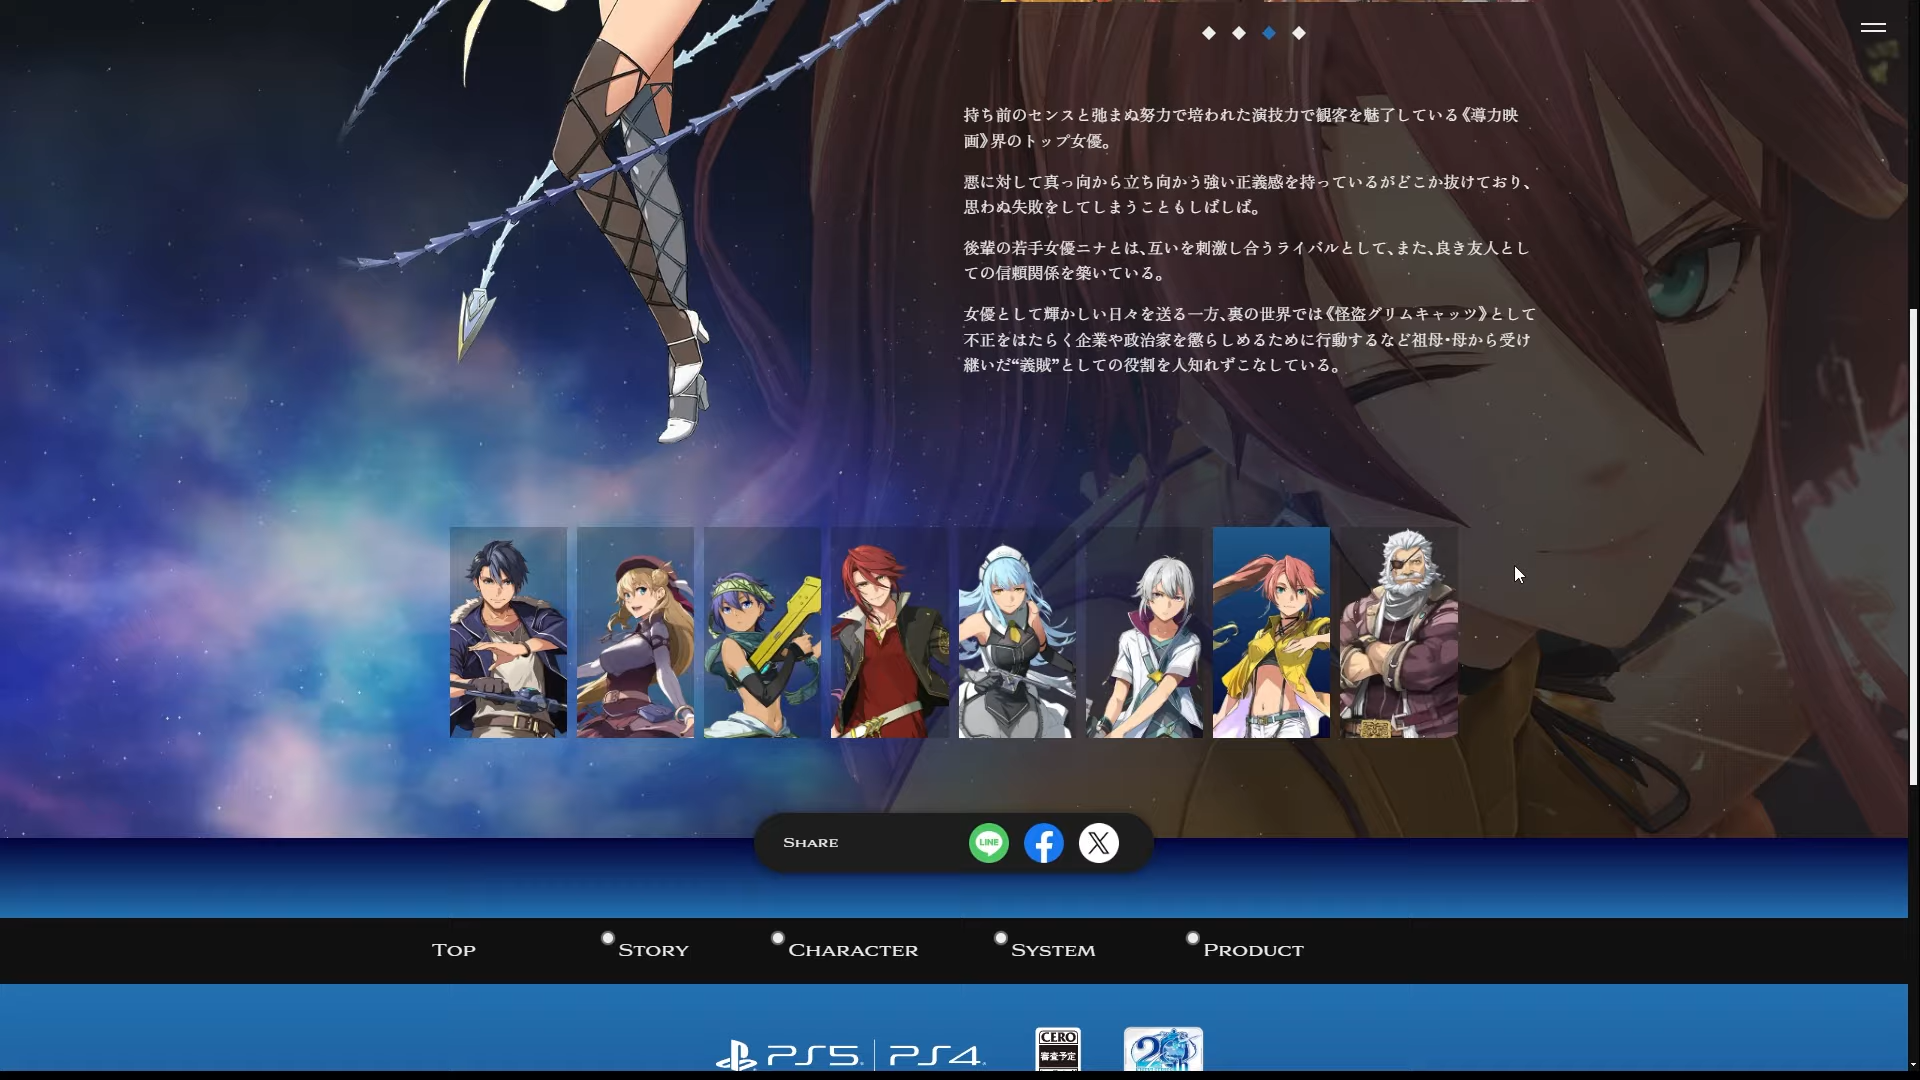 持ち前のセンスと弛まぬ努力で培われた演技力で観客を魅了している《導力映
画》界のトップ女優。
悪に対して真っ向から立ち向かう強い正義感を持っているがどこか抜けており、
思わぬ失敗をしてしまうこともしばしば。
後輩の若手女優ニナとは、互いを刺激し合うライバルとして、また、良き友人とし
ての信頼関係を築いている。
女優として輝かしい日々を送る一方、裏の世界では《怪盗グリムキャッツ》として
不正をはたらく企業や政治家を懲らしめるために行動するなど祖母・母から受け
継いだ“義賊”としての役割を人知れずこなしている。
SHARE
LINE
TOP
STORY
CHARACTER
SYSTEM
PRODUCT
PS5
PS4
CERO
審査予定
20th